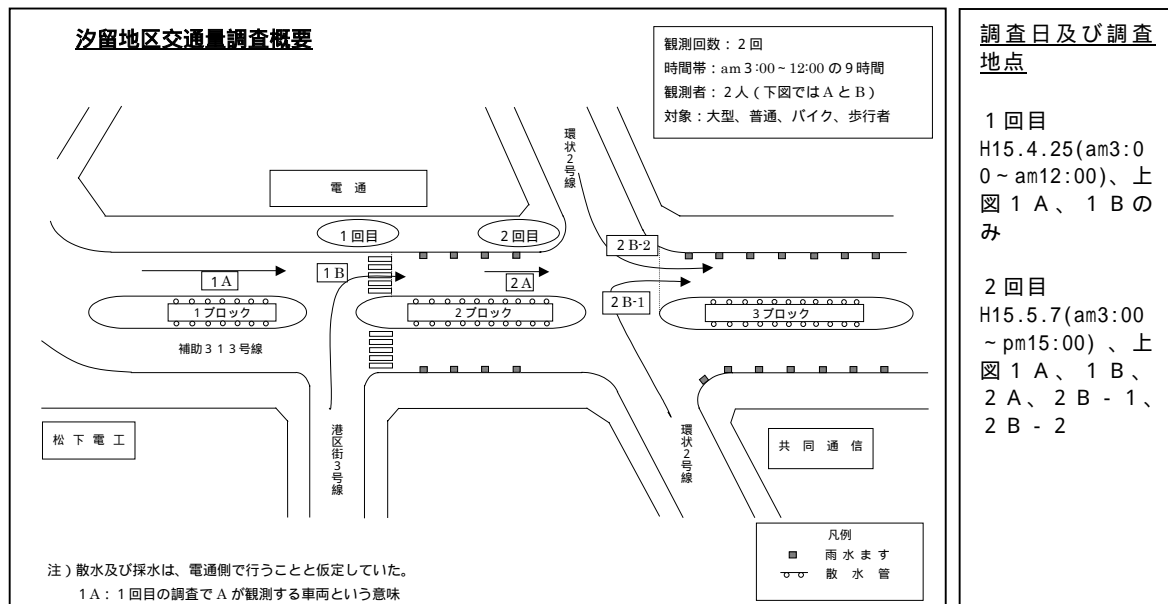 汐留地区交通量調査概要
観測回数：２回
時間帯：am３:00～12:00の９時間
観測者：２人（下図ではAとB）
対象：大型、普通、バイク、歩行者
環状２号線
電　通
１回目
２回目
1A
1B
2A
2B-2
2B-1
１ブロック
２ブロック
３ブロック
補助３１３号線
松下電工
港区街３号線
環状２号線
共同通信
凡例
雨水ます
散水管
注）散水及び採水は、電通側で行うことと仮定していた。
１A：１回目の調査でAが観測する車両という意味
調査日及び調査
地点
１回目
H15.4.25(am3:0
0～am12:00)、上
図１A、１Bの
み
２回目
H15.5.7(am3:00
～pm15:00)、上
図１A、１B、
２A、２B-1、
２B-2